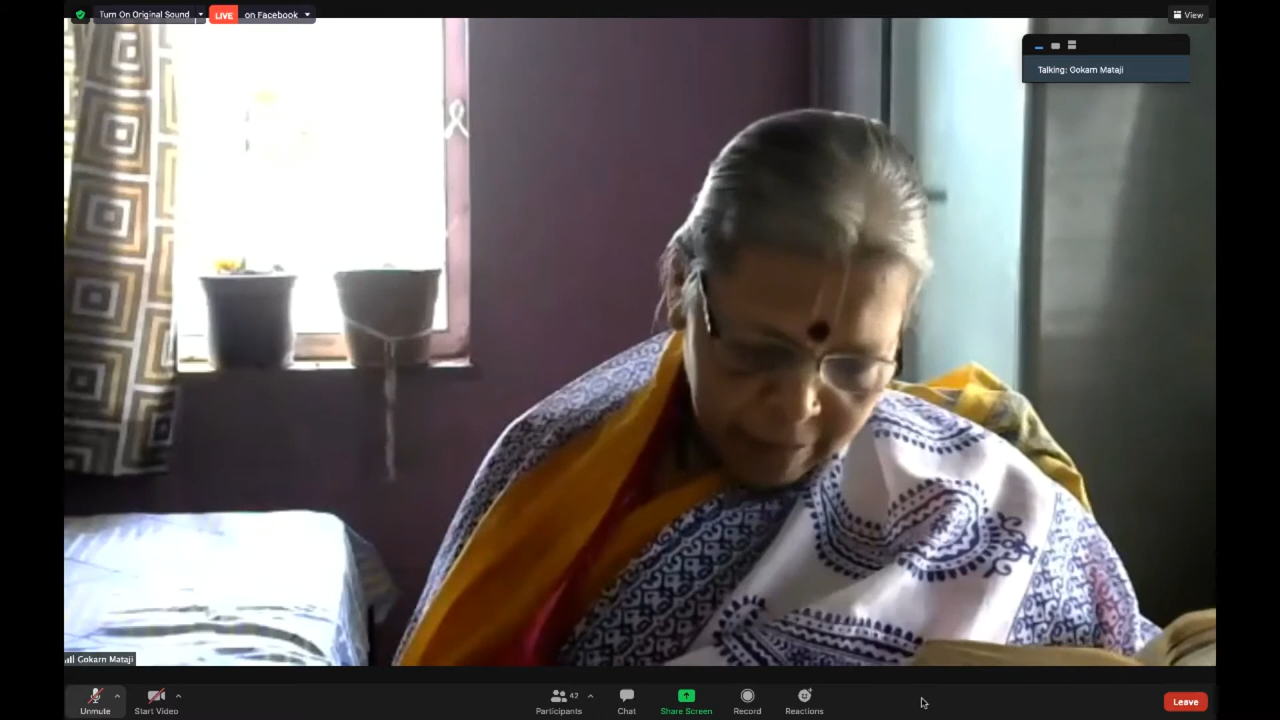 Turn On Original Sound
LIVE
on Facebook
View
Talking: Gokarn Mataji
Gokarn Mataji
Unmute
Start Video
42
Participants
Chat
Share Screen
Record
Reactions
Leave